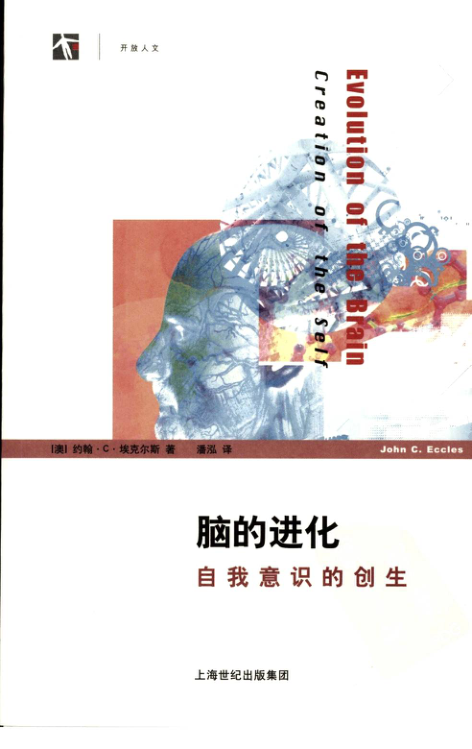 开放人文
Evolution of the Brain
Creation of the Self
[澳] 约翰·C·埃克尔斯 著 潘泓 译
John C. Eccles
脑的进化
自我意识的创生
上海世纪出版集团